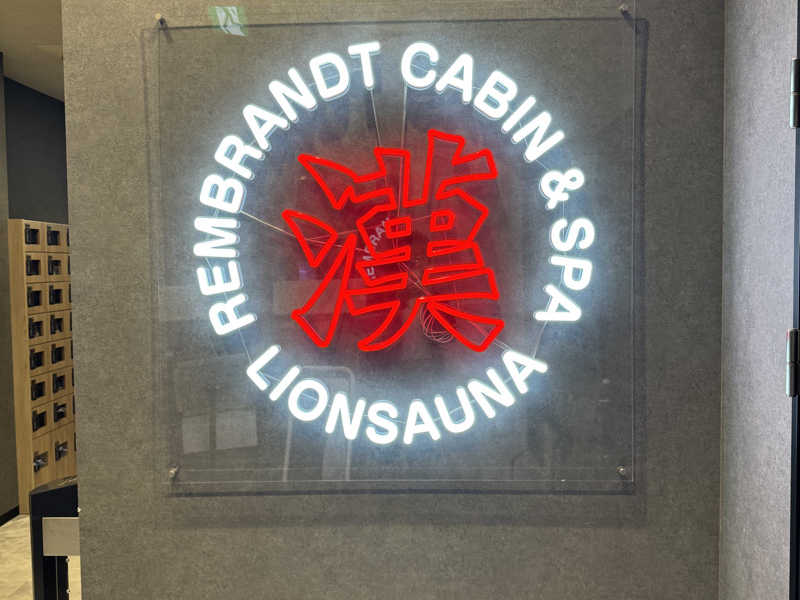 REMBRANDT CABIN & SPA
漢
LIONSAUNA